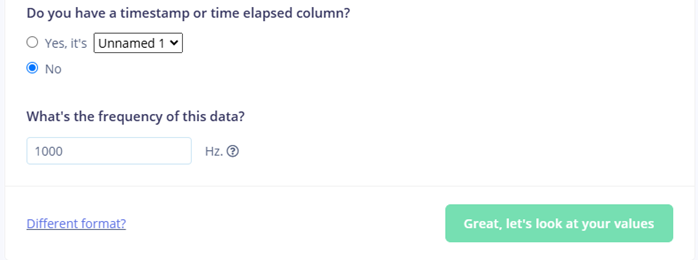 Do you have a timestamp or time elapsed column?
Yes, it's Unnamed 1
No
What's the frequency of this data?
1000 Hz. ?
Different format? Great, let's look at your values